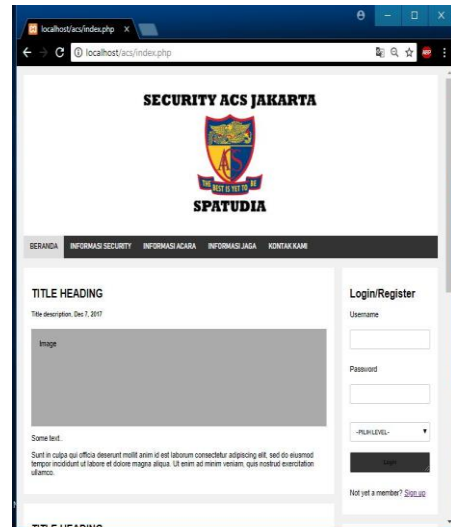 localhost/acs/index.php
localhost/acs/index.php
ABP
SECURITY ACS JAKARTA
ACS
THE BEST IS YET TO BE
SPATUDIA
BERANDA INFORMASI SECURITY INFORMASI ACARA INFORMASI JAGA KONTAK KAMI
TITLE HEADING
Title description, Dec 7, 2017
Image
Some text..
Sunt in culpa qui officia deserunt mollit anim id est laborum consectetur adipiscing elit, sed do eiusmod
tempor incididunt ut labore et dolore magna aliqua. Ut enim ad minim veniam, quis nostrud exercitation
ullamco.
TITLE HEADING
Login/Register
Username
Password
-PILIH LEVEL-
Login
Not yet a member? Sign up